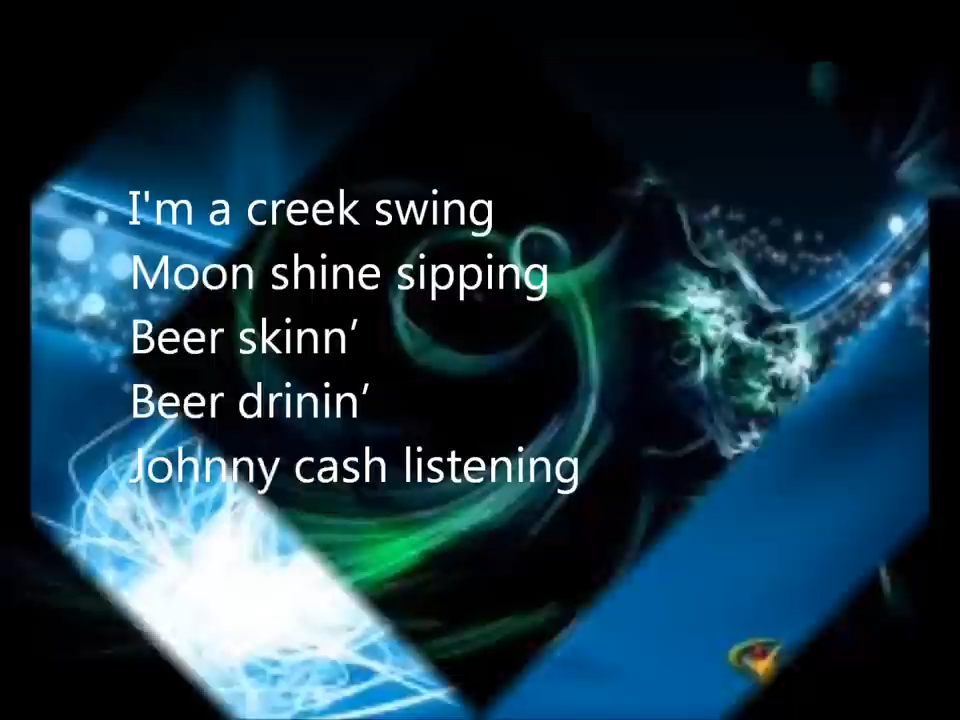 I'm a creek swing
Moon shine sipping
Beer skinn’
Beer drinin’
Johnny cash listening